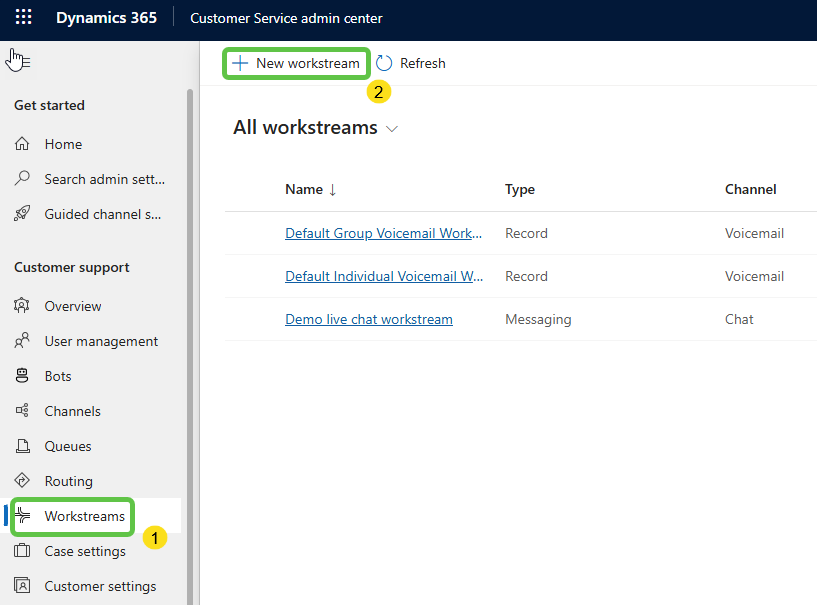 Dynamics 365 Customer Service admin center
New workstream Refresh
2
Get started
Home
Search admin sett...
Guided channel s...
Customer support
Overview
User management
Bots
Channels
Queues
Routing
Workstreams
1
Case settings
Customer settings
All workstreams
Name ↓ Type Channel
Default Group Voicemail Work... Record Voicemail
Default Individual Voicemail W... Record Voicemail
Demo live chat workstream Messaging Chat